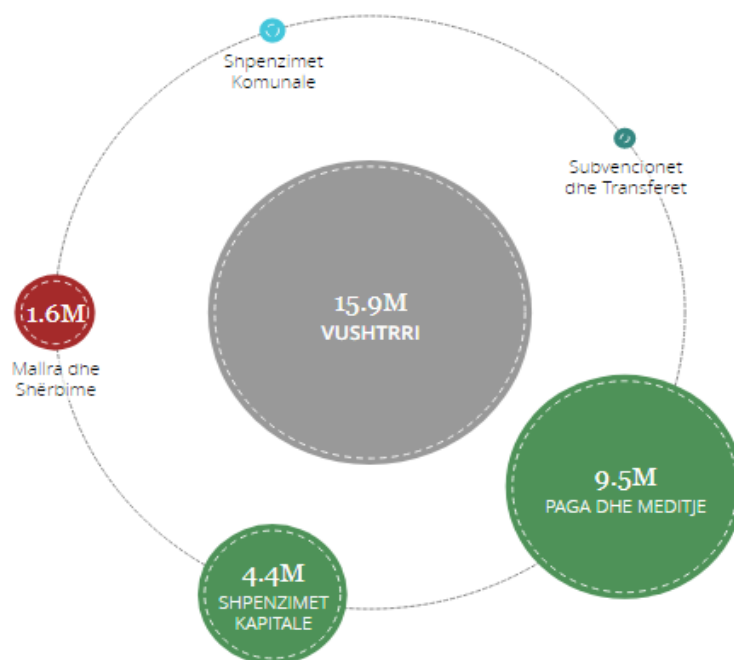 Shpenzimet
Komunale
Subvencionet
dhe Transferet
15.9M
VUSHTRRI
1.6M
Mallra dhe
Shërbime
9.5M
PAGA DHE MEDITJE
4.4M
SHPENZIMET
KAPITALE